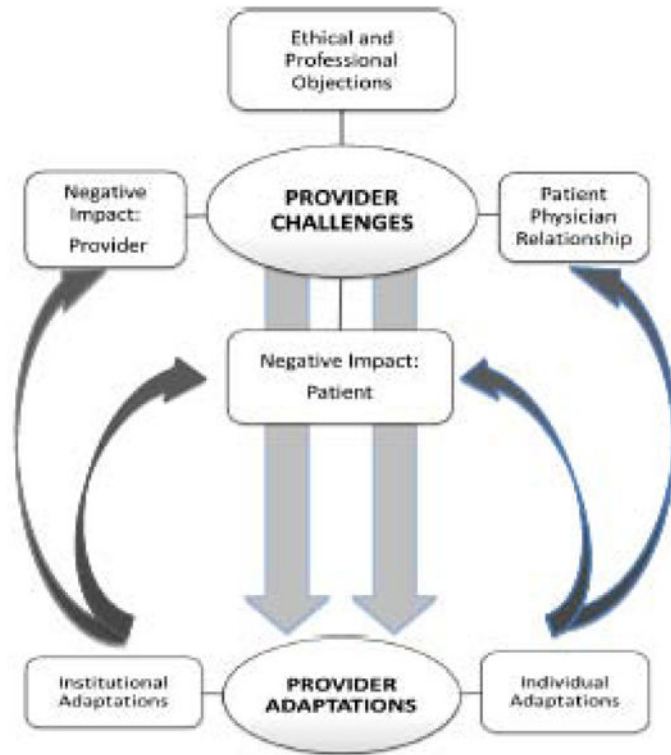 Ethical and
Professional
Objections
Negative
Impact:
Provider
PROVIDER
CHALLENGES
Patient
Physician
Relationship
Negative Impact:
Patient
Institutional
Adaptations
PROVIDER
ADAPTATIONS
Individual
Adaptations